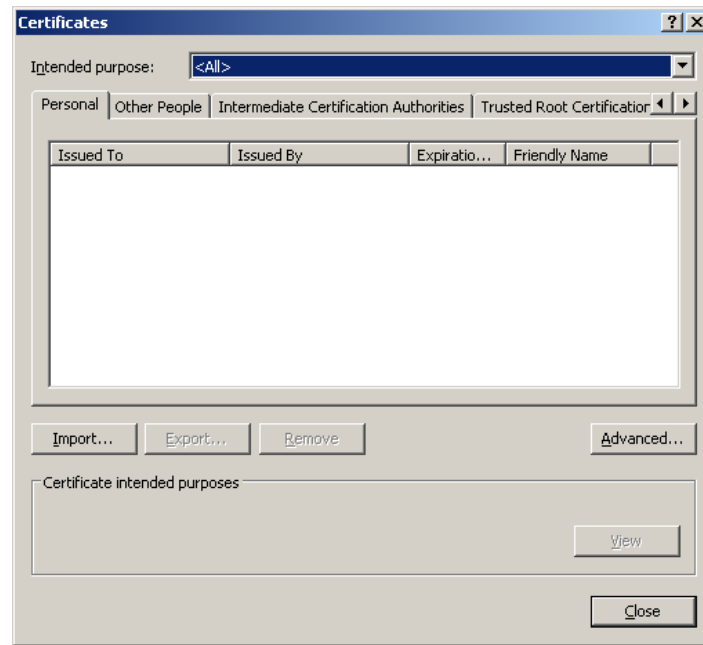 Certificates
Intended purpose: <All>
Personal Other People Intermediate Certification Authorities Trusted Root Certification
Issued To Issued By Expiratio... Friendly Name
Import... Export... Remove Advanced...
Certificate intended purposes
View
Close